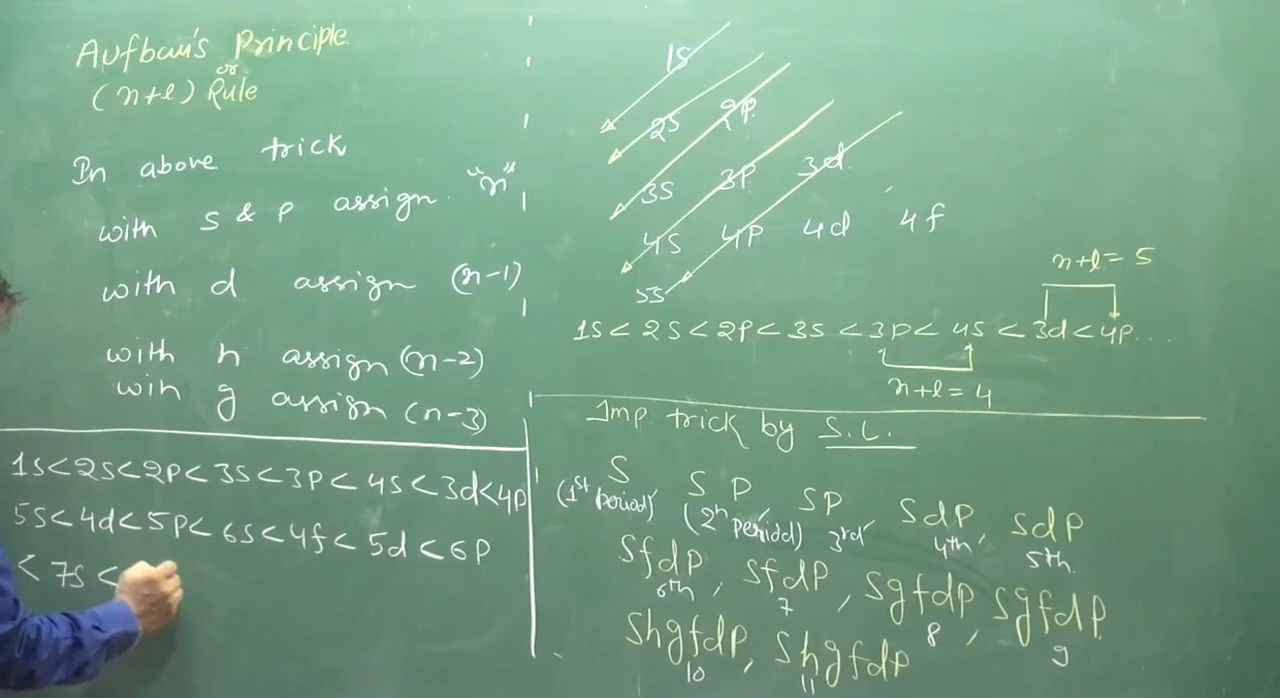 Aufbau's Principle
or
(n+l) Rule
In above trick
with s & p assign "n"
with d assign (n-1)
with h assign (n-2)
wih g assign (n-3)
1s
2s 2p
3s 3p 3d
4s 4p 4d 4f
5s
n+l = 5
1s < 2s < 2p < 3s < 3p < 4s < 3d < 4p....
n+l = 4
Imp. trick by S.L.
S S P, SP SdP, SdP
(1st period) (2n period) 3rd, 4th 5th
Sfdp, Sfdp, Sgfdp, Sgfdp
6th 7 8 9
Shgfdp, Shgfdp
10 11
1s<2s<2p<3s<3p<4s<3d<4p
5s<4d<5p<6s<4f<5d<6p
<7s<